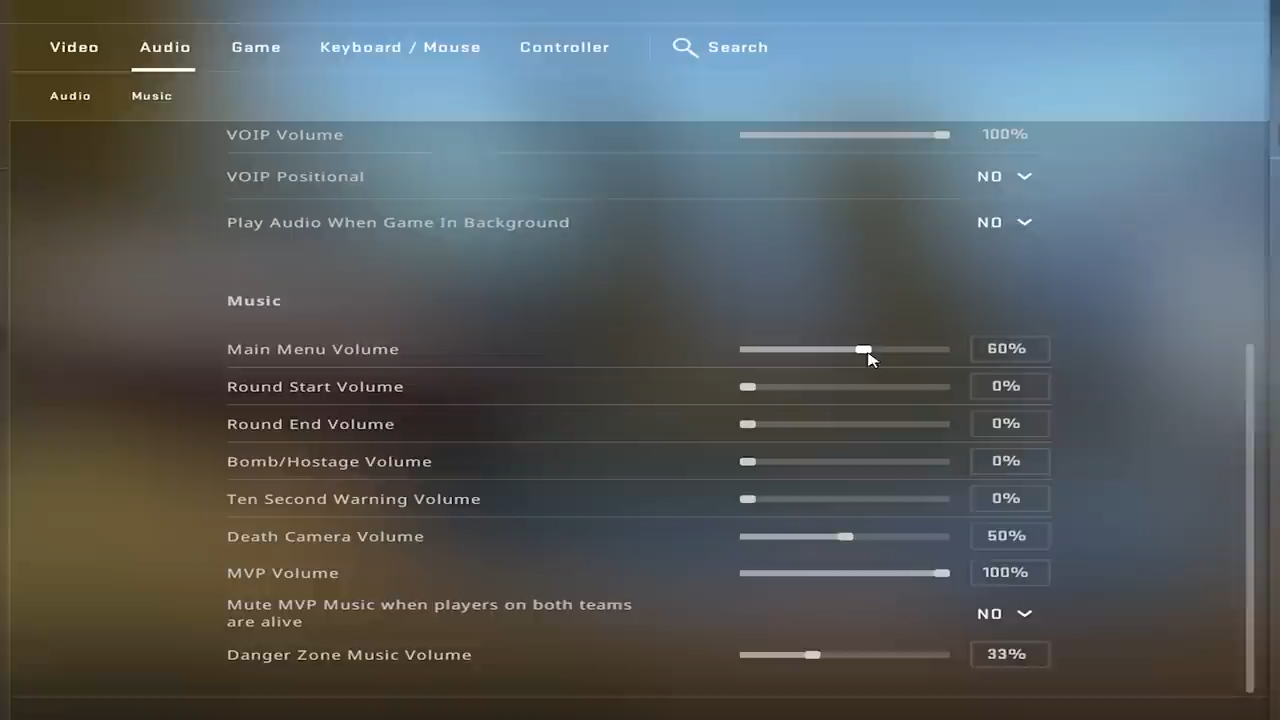 Video Audio Game Keyboard / Mouse Controller Search
Audio Music
VOIP Volume 100%
VOIP Positional NO
Play Audio When Game In Background NO
Music
Main Menu Volume 60%
Round Start Volume 0%
Round End Volume 0%
Bomb/Hostage Volume 0%
Ten Second Warning Volume 0%
Death Camera Volume 50%
MVP Volume 100%
Mute MVP Music when players on both teams
are alive NO
Danger Zone Music Volume 33%